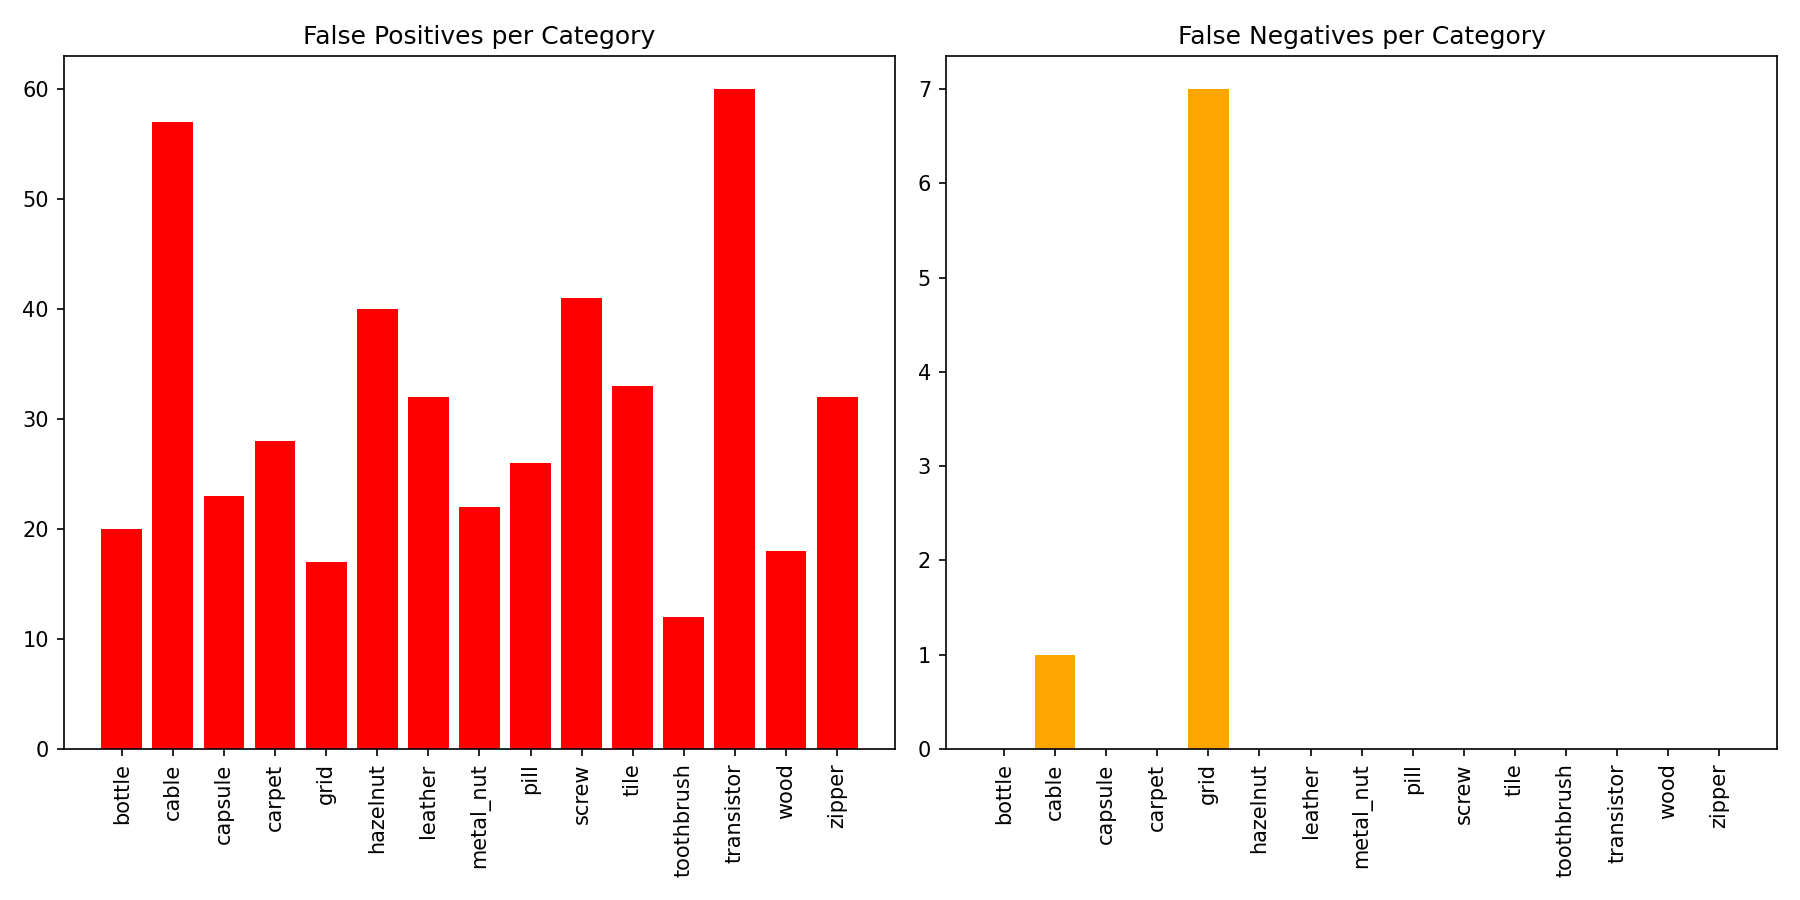 False Positives per Category
60
50
40
30
20
10
0
bottle
cable
capsule
carpet
grid
hazelnut
leather
metal_nut
pill
screw
tile
toothbrush
transistor
wood
zipper
False Negatives per Category
7
6
5
4
3
2
1
0
bottle
cable
capsule
carpet
grid
hazelnut
leather
metal_nut
pill
screw
tile
toothbrush
transistor
wood
zipper